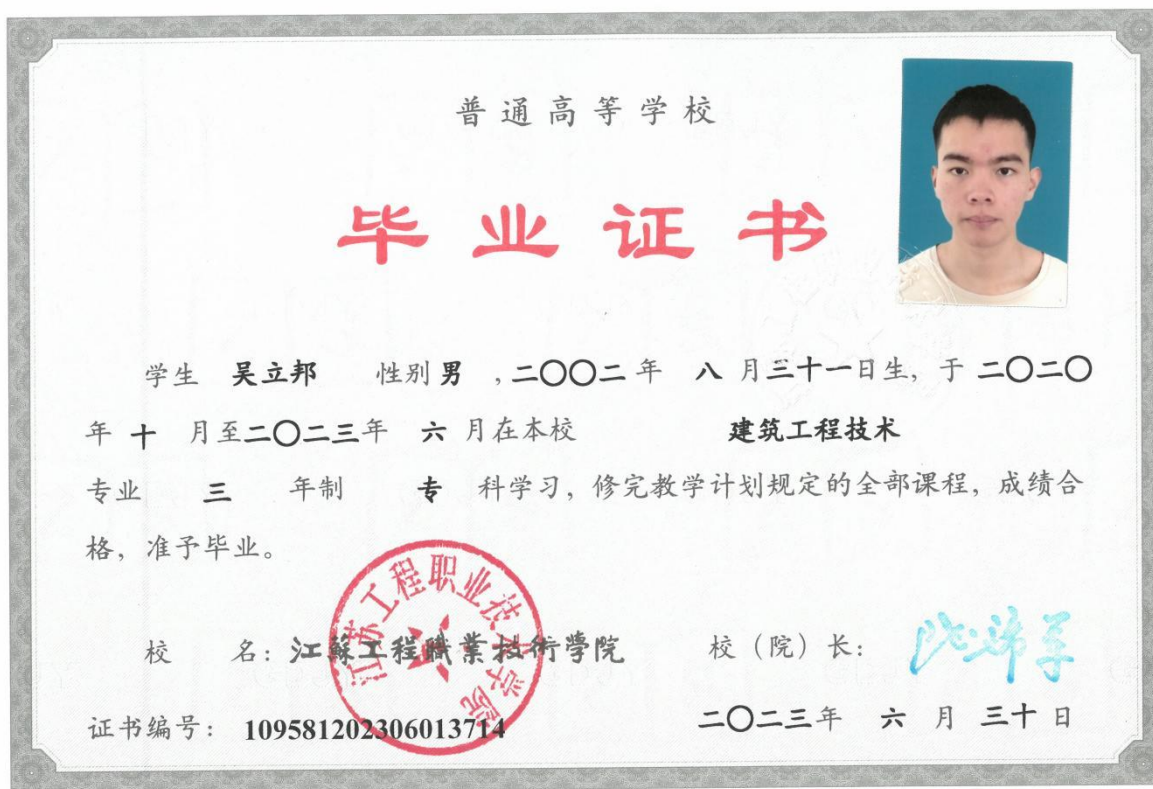 普通高等学校
毕业证书
学生 吴立邦 性别 男 ,二〇〇二年 八 月三十一日生, 于 二〇二〇
年 十 月至二〇二三年 六 月在本校 建筑工程技术
专业 三 年制 专 科学习, 修完教学计划规定的全部课程, 成绩合
格, 准予毕业。
江苏工程职业技术学院
校 名: 江蘇工程職業技術學院 校(院)长:
证书编号: 109581202306013714 二〇二三年 六 月 三十 日